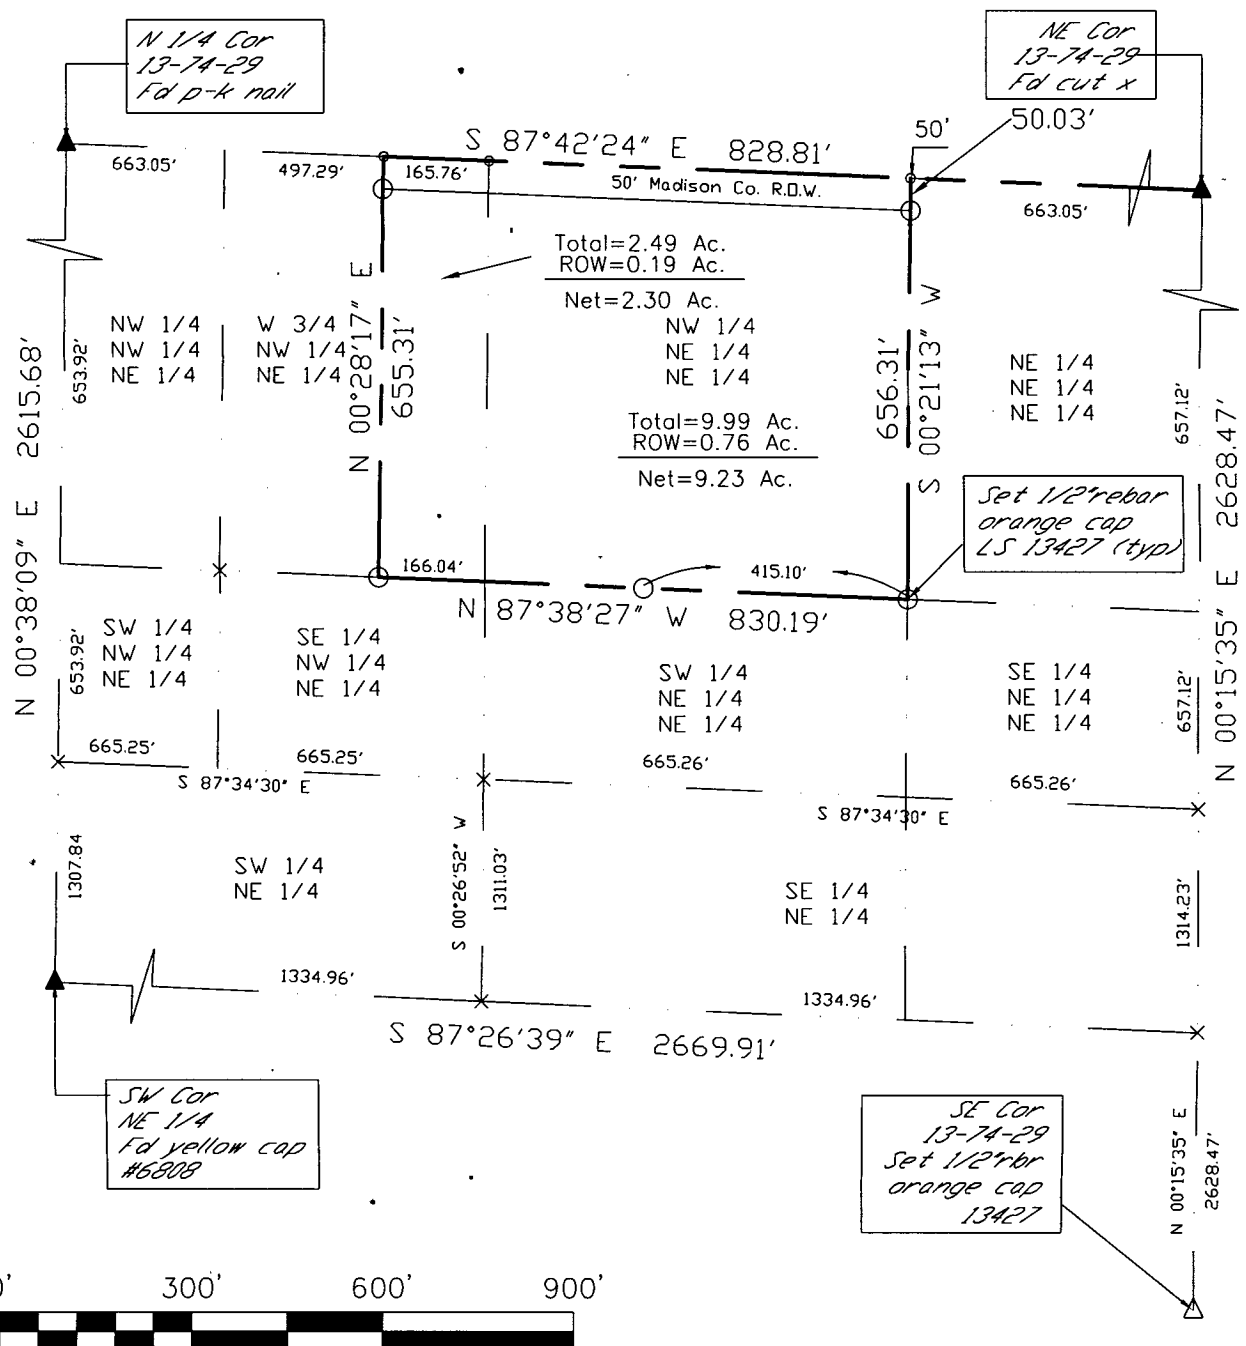 N 1/4 Cor
13-74-29
Fd p-k nail
NE Cor
13-74-29
Fd cut x
50'
50.03'
S 87°42'24" E 828.81'
663.05'
497.29'
165.76'
50' Madison Co. R.O.W.
663.05'
Total=2.49 Ac.
ROW=0.19 Ac.
Net=2.30 Ac.
N 00°28'17" E
655.31'
S 00°21'13" W
656.31'
NW 1/4
NW 1/4
NE 1/4
W 3/4
NW 1/4
NE 1/4
NW 1/4
NE 1/4
NE 1/4
NE 1/4
NE 1/4
NE 1/4
N 00°38'09" E 2615.68'
653.92'
657.12'
N 00°15'35" E 2628.47'
Total=9.99 Ac.
ROW=0.76 Ac.
Net=9.23 Ac.
Set 1/2"rebar
orange cap
LS 13427 (typ)
166.04'
415.10'
N 87°38'27" W 830.19'
653.92'
SW 1/4
NW 1/4
NE 1/4
SE 1/4
NW 1/4
NE 1/4
SW 1/4
NE 1/4
NE 1/4
SE 1/4
NE 1/4
NE 1/4
657.12'
665.25'
665.25'
665.26'
665.26'
S 87°34'30" E
S 87°34'30" E
1307.84
SW 1/4
NE 1/4
S 00°26'52" W
1311.03'
SE 1/4
NE 1/4
1314.23'
1334.96'
1334.96'
S 87°26'39" E 2669.91'
SW Cor
NE 1/4
Fd yellow cap
#6808
SE Cor
13-74-29
Set 1/2"rbr
orange cap
13427
N 00°15'35" E
2628.47'
0'
300'
600'
900'